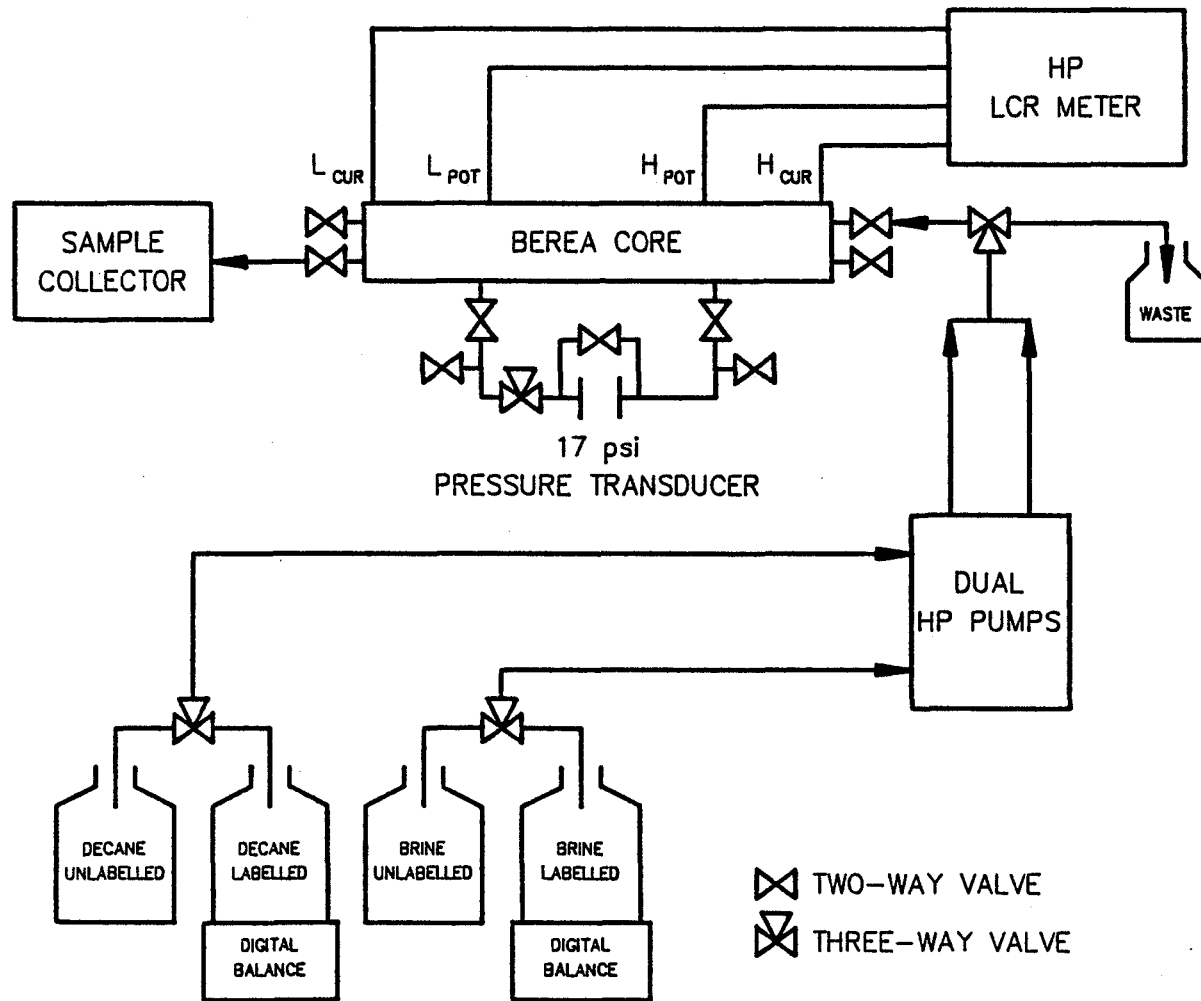 HP
LCR METER
L CUR
L POT
H POT
H CUR
SAMPLE
COLLECTOR
BEREA CORE
WASTE
17 psi
PRESSURE TRANSDUCER
DUAL
HP PUMPS
DECANE
UNLABELLED
DECANE
LABELLED
BRINE
UNLABELLED
BRINE
LABELLED
DIGITAL
BALANCE
DIGITAL
BALANCE
TWO-WAY VALVE
THREE-WAY VALVE